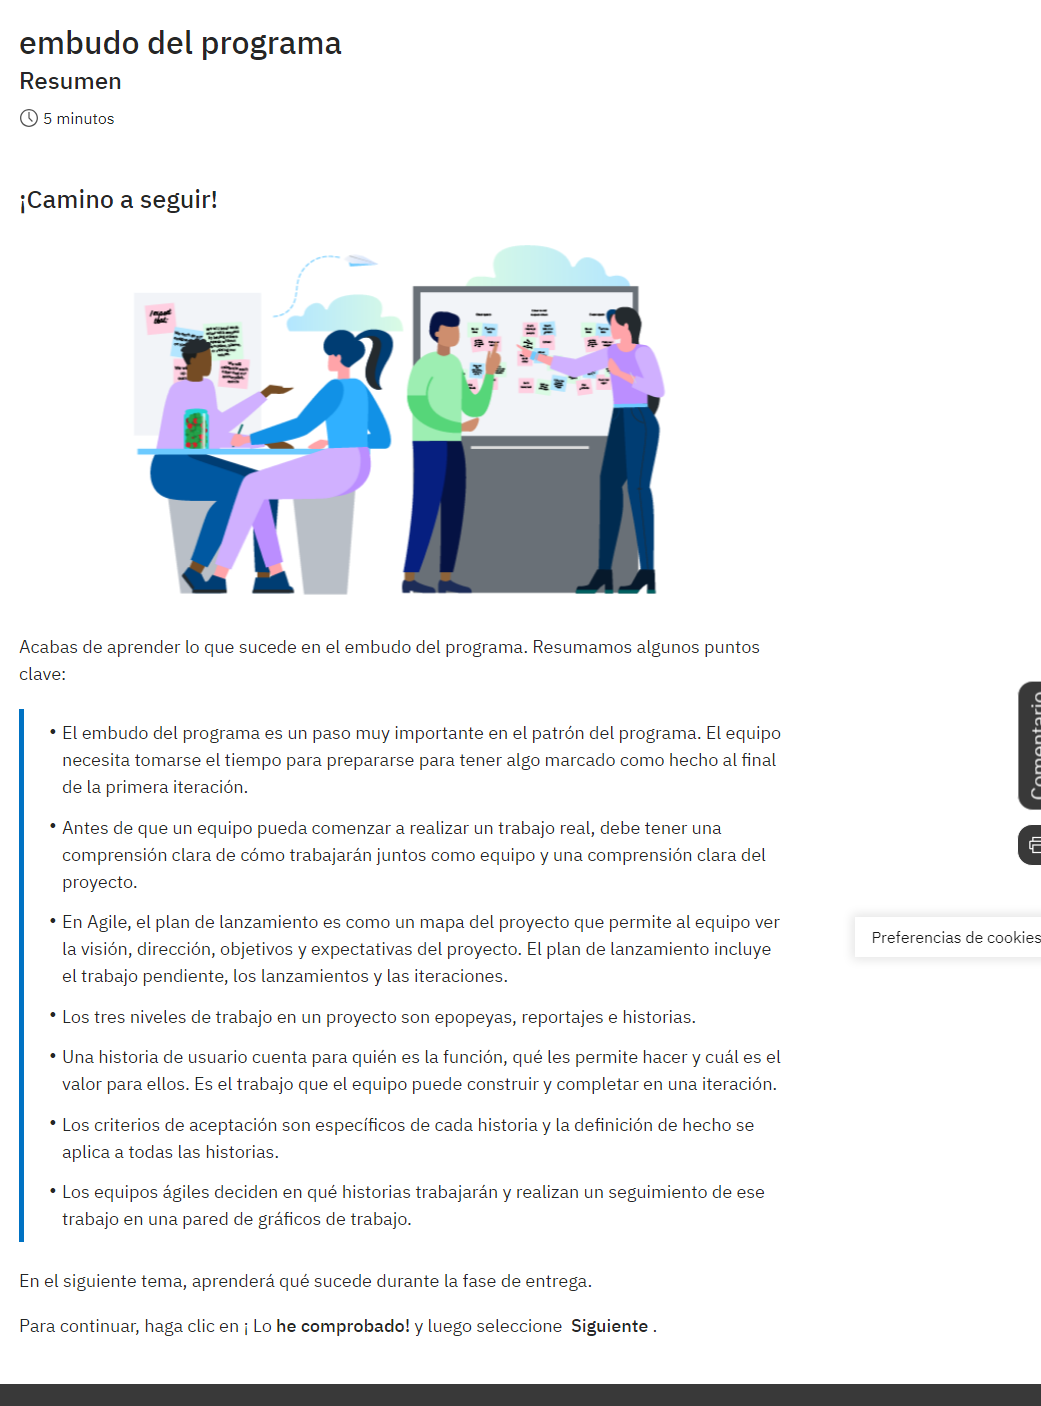 embudo del programa
Resumen
5 minutos
¡Camino a seguir!
Acabas de aprender lo que sucede en el embudo del programa. Resumamos algunos puntos
clave:
• El embudo del programa es un paso muy importante en el patrón del programa. El equipo
necesita tomarse el tiempo para prepararse para tener algo marcado como hecho al final
de la primera iteración.
• Antes de que un equipo pueda comenzar a realizar un trabajo real, debe tener una
comprensión clara de cómo trabajarán juntos como equipo y una comprensión clara del
proyecto.
• En Agile, el plan de lanzamiento es como un mapa del proyecto que permite al equipo ver
la visión, dirección, objetivos y expectativas del proyecto. El plan de lanzamiento incluye
el trabajo pendiente, los lanzamientos y las iteraciones.
• Los tres niveles de trabajo en un proyecto son epopeyas, reportajes e historias.
• Una historia de usuario cuenta para quién es la función, qué les permite hacer y cuál es el
valor para ellos. Es el trabajo que el equipo puede construir y completar en una iteración.
• Los criterios de aceptación son específicos de cada historia y la definición de hecho se
aplica a todas las historias.
• Los equipos ágiles deciden en qué historias trabajarán y realizan un seguimiento de ese
trabajo en una pared de gráficos de trabajo.
En el siguiente tema, aprenderá qué sucede durante la fase de entrega.
Para continuar, haga clic en ¡ Lo he comprobado! y luego seleccione Siguiente .
Comentario
Preferencias de cookies